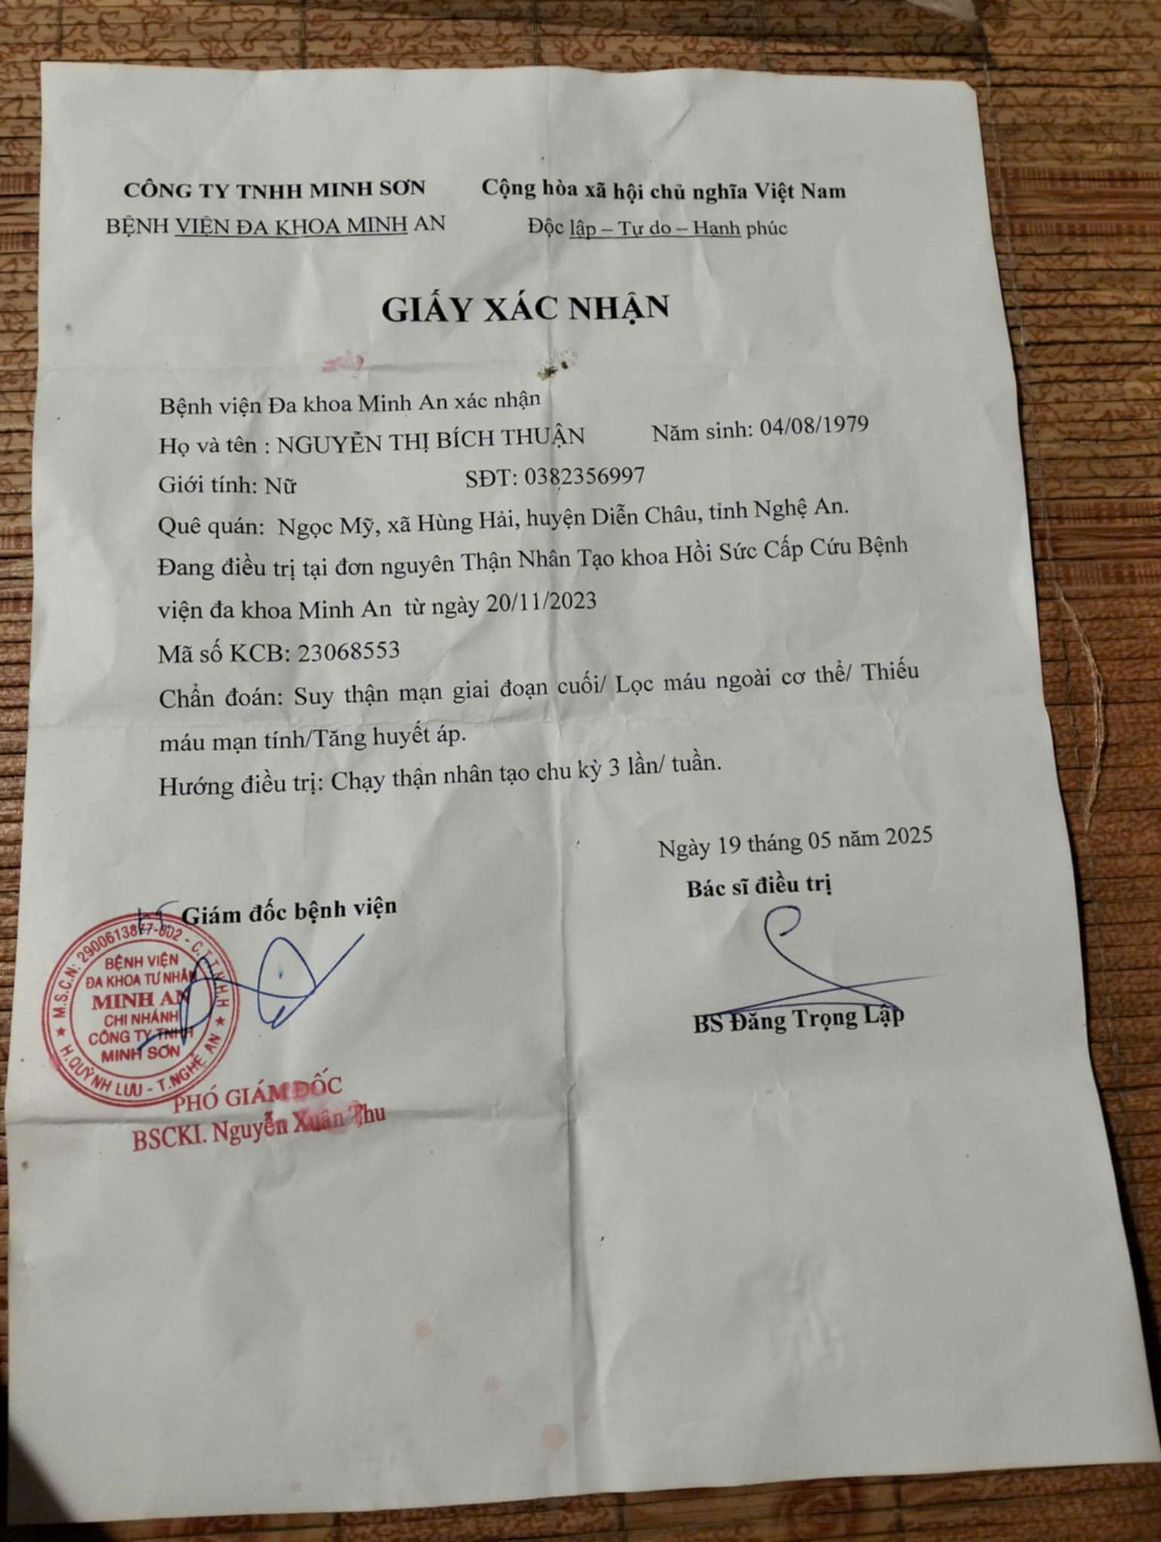 CÔNG TY TNHH MINH SƠN
BỆNH VIỆN ĐA KHOA MINH AN
Cộng hòa xã hội chủ nghĩa Việt Nam
Độc lập – Tự do – Hạnh phúc
GIẤY XÁC NHẬN
Bệnh viện Đa khoa Minh An xác nhận
Họ và tên : NGUYỄN THỊ BÍCH THUẬN Năm sinh: 04/08/1979
Giới tính: Nữ SĐT: 0382356997
Quê quán: Ngọc Mỹ, xã Hùng Hải, huyện Diễn Châu, tỉnh Nghệ An.
Đang điều trị tại đơn nguyên Thận Nhân Tạo khoa Hồi Sức Cấp Cứu Bệnh
viện đa khoa Minh An từ ngày 20/11/2023
Mã số KCB: 23068553
Chẩn đoán: Suy thận mạn giai đoạn cuối/ Lọc máu ngoài cơ thể/ Thiếu
máu mạn tính/Tăng huyết áp.
Hướng điều trị: Chạy thận nhân tạo chu kỳ 3 lần/ tuần.
Ngày 19 tháng 05 năm 2025
Bác sĩ điều trị
BS Đăng Trọng Lập
Giám đốc bệnh viện
M.S.C.N: - C.T.T.N.H.H
BỆNH VIỆN
ĐA KHOA TƯ NHÂN
MINH AN
CHI NHÁNH
CÔNG TY TNHH
MINH SƠN
H.QUỲNH LƯU - T.NGHỆ AN
PHÓ GIÁM ĐỐC
BSCKI. Nguyễn Xuân Thu